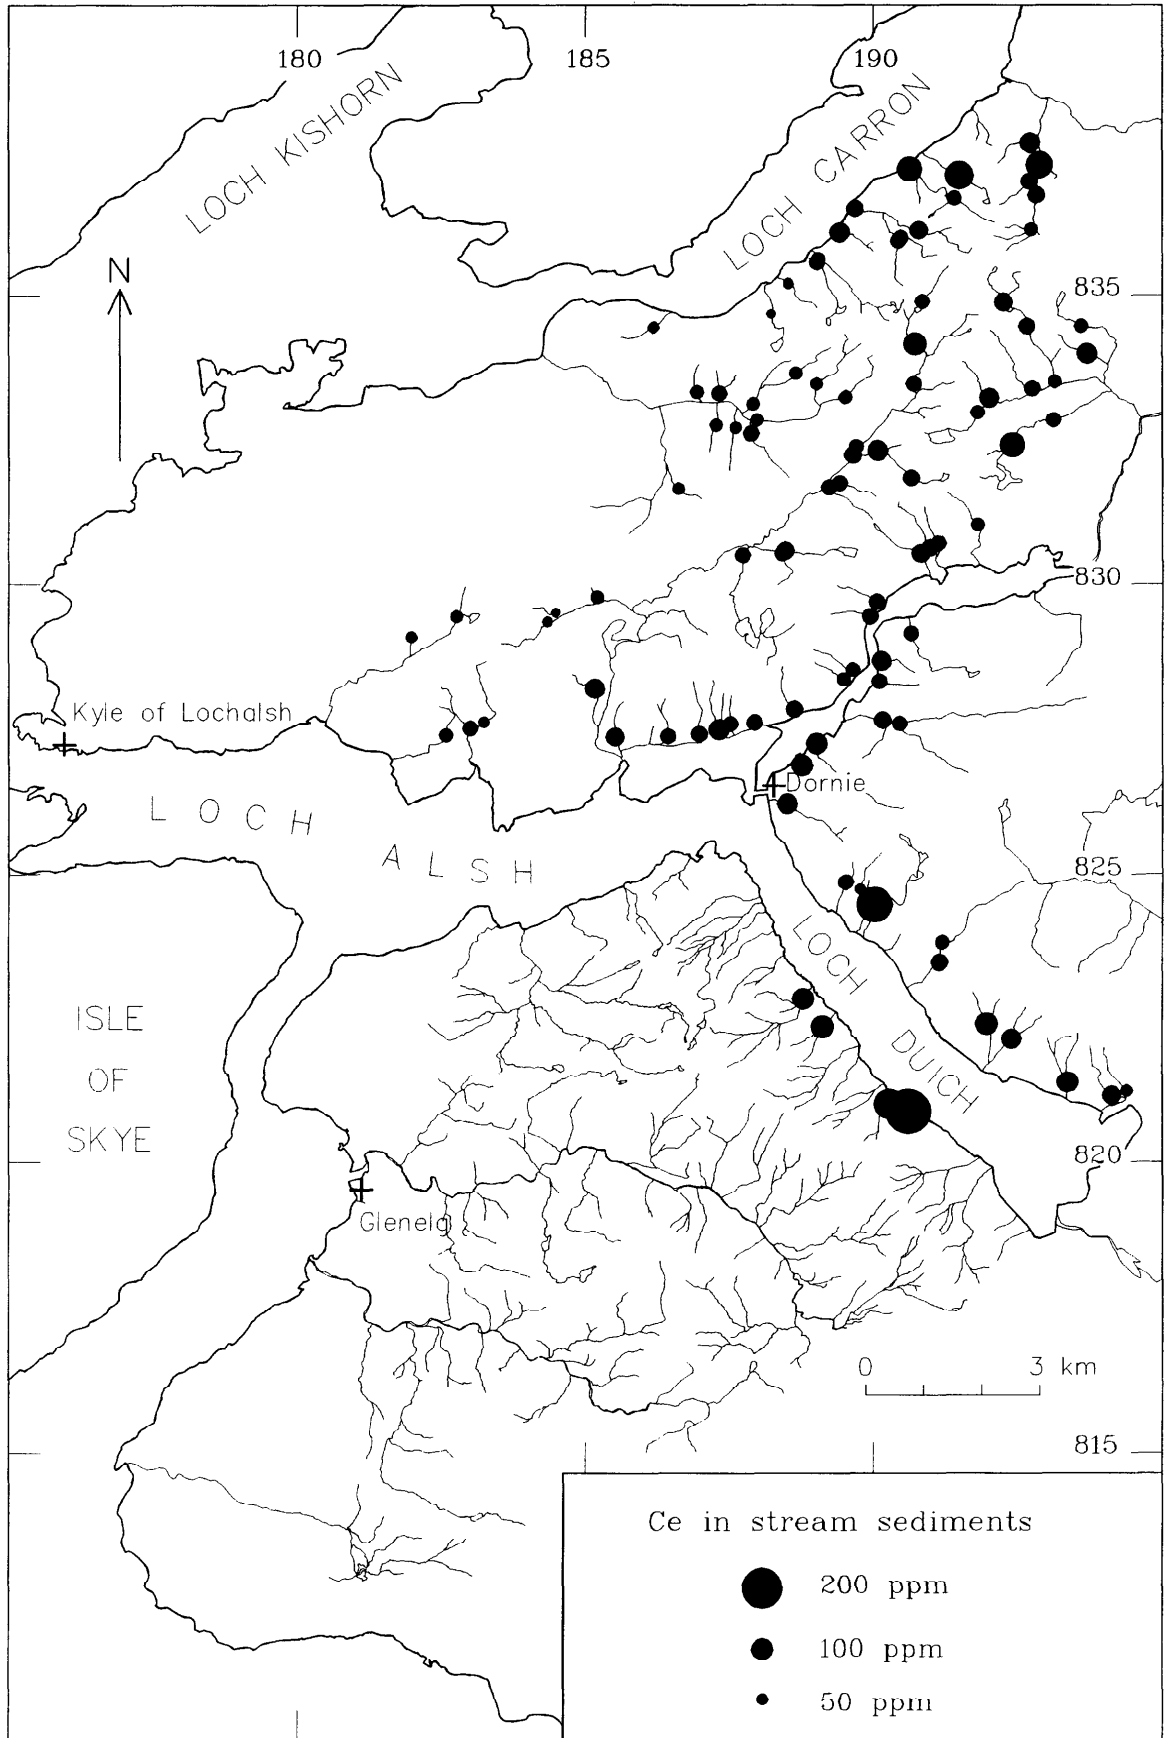 180
185
190
LOCH KISHORN
LOCH CARRON
N
835
830
Kyle of Lochalsh
Dornie
LOCH
ALSH
825
LOCH
DUICH
ISLE
OF
SKYE
820
Glenelg
0 3 km
815
Ce in stream sediments
200 ppm
100 ppm
50 ppm